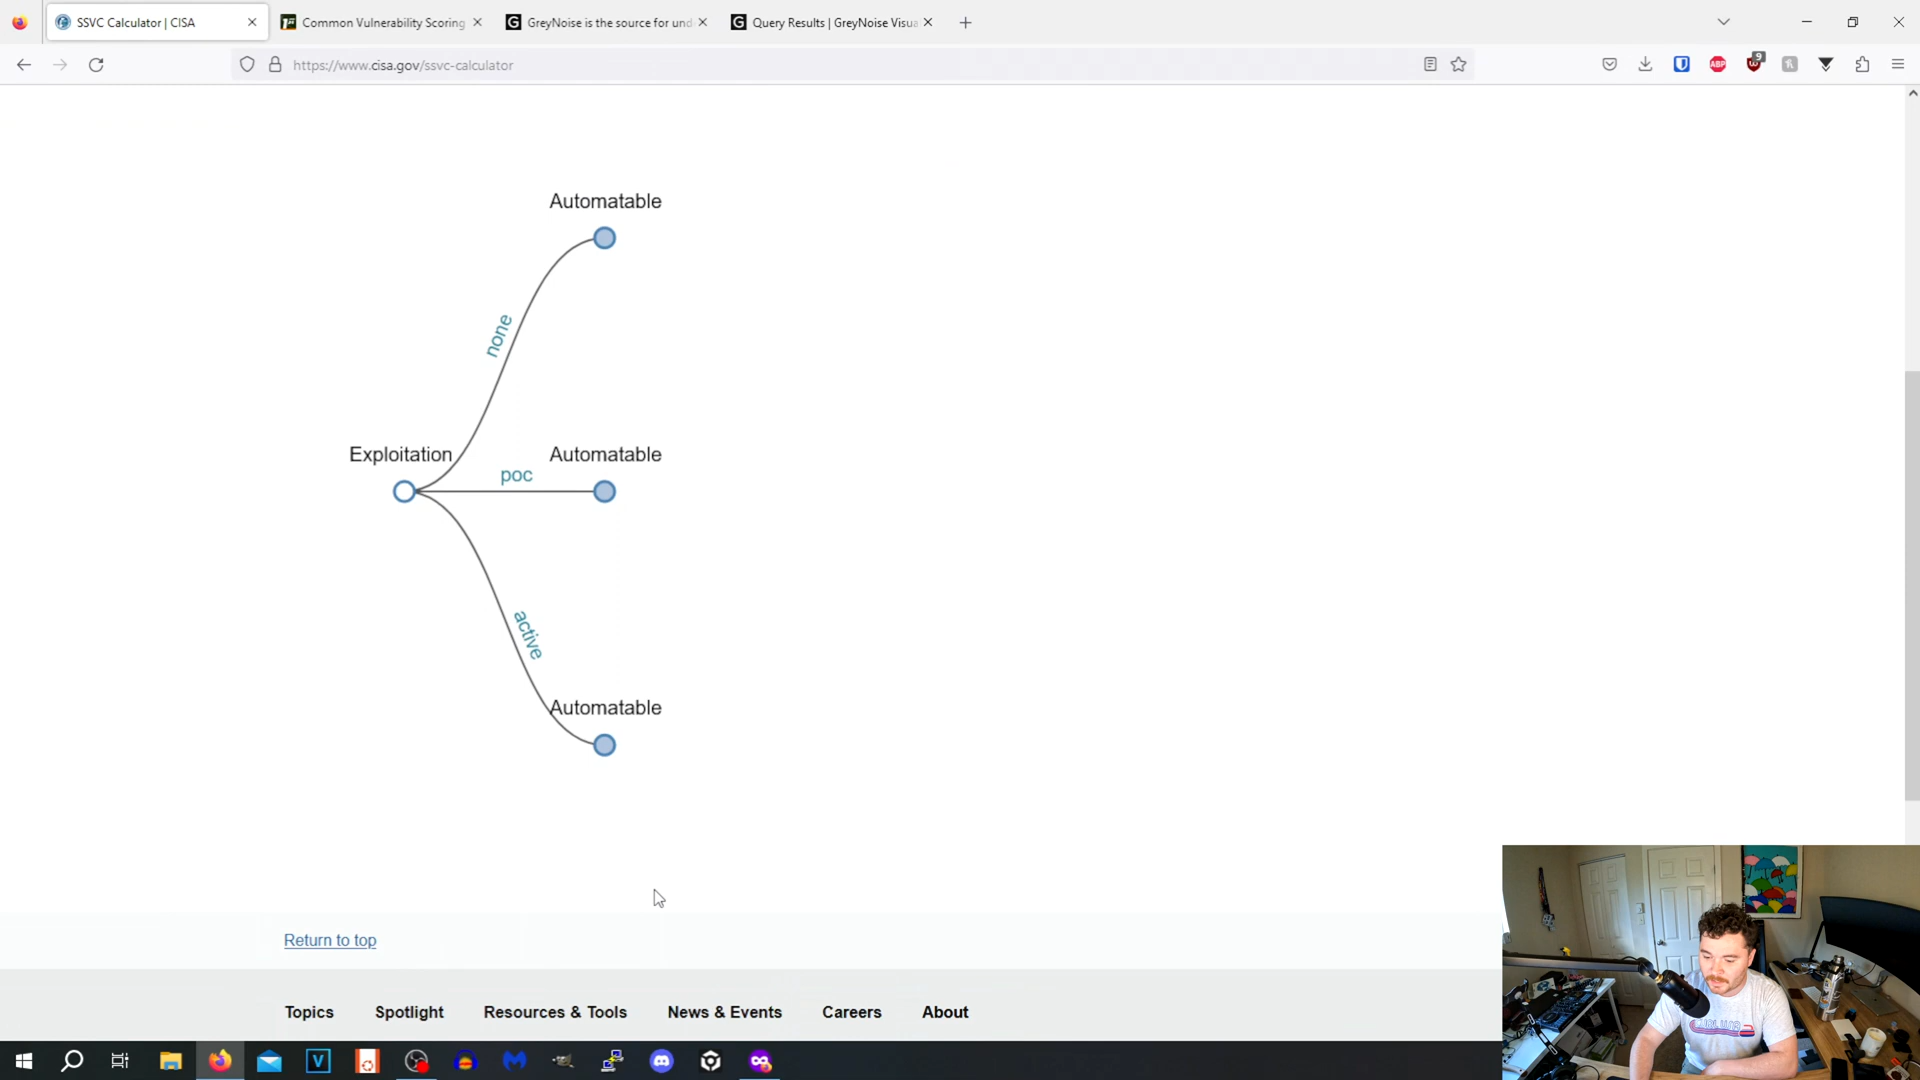 SSVC Calculator | CISA
Common Vulnerability Scoring
GreyNoise is the source for und
Query Results | GreyNoise Visua
https://www.cisa.gov/ssvc-calculator
ABP
9
Automatable
none
Exploitation
Automatable
poc
active
Automatable
Return to top
Topics
Spotlight
Resources & Tools
News & Events
Careers
About